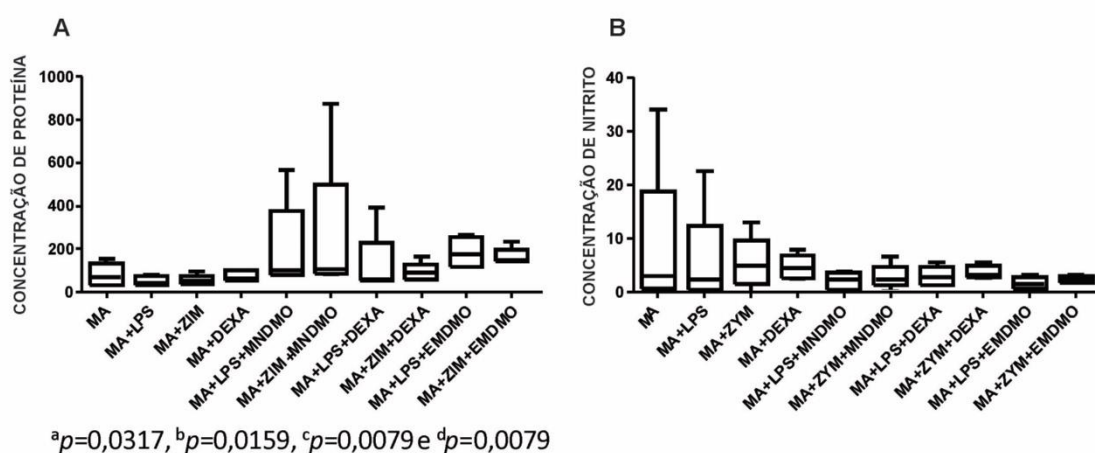 A
CONCENTRAÇÃO DE PROTEÍNA
1000
800
600
400
200
0
MA
MA+LPS
MA+ZIM
MA+DEXA
MA+LPS+MNDMO
MA+ZIM+MNDMO
MA+LPS+DEXA
MA+ZIM+DEXA
MA+LPS+EMDMO
MA+ZIM+EMDMO
B
CONCENTRAÇÃO DE NITRITO
40
30
20
10
0
MA
MA+LPS
MA+ZYM
MA+DEXA
MA+LPS+MNDMO
MA+ZYM+MNDMO
MA+LPS+DEXA
MA+ZYM+DEXA
MA+LPS+EMDMO
MA+ZYM+EMDMO
ᵃp=0,0317, ᵇp=0,0159, ᶜp=0,0079 e ᵈp=0,0079